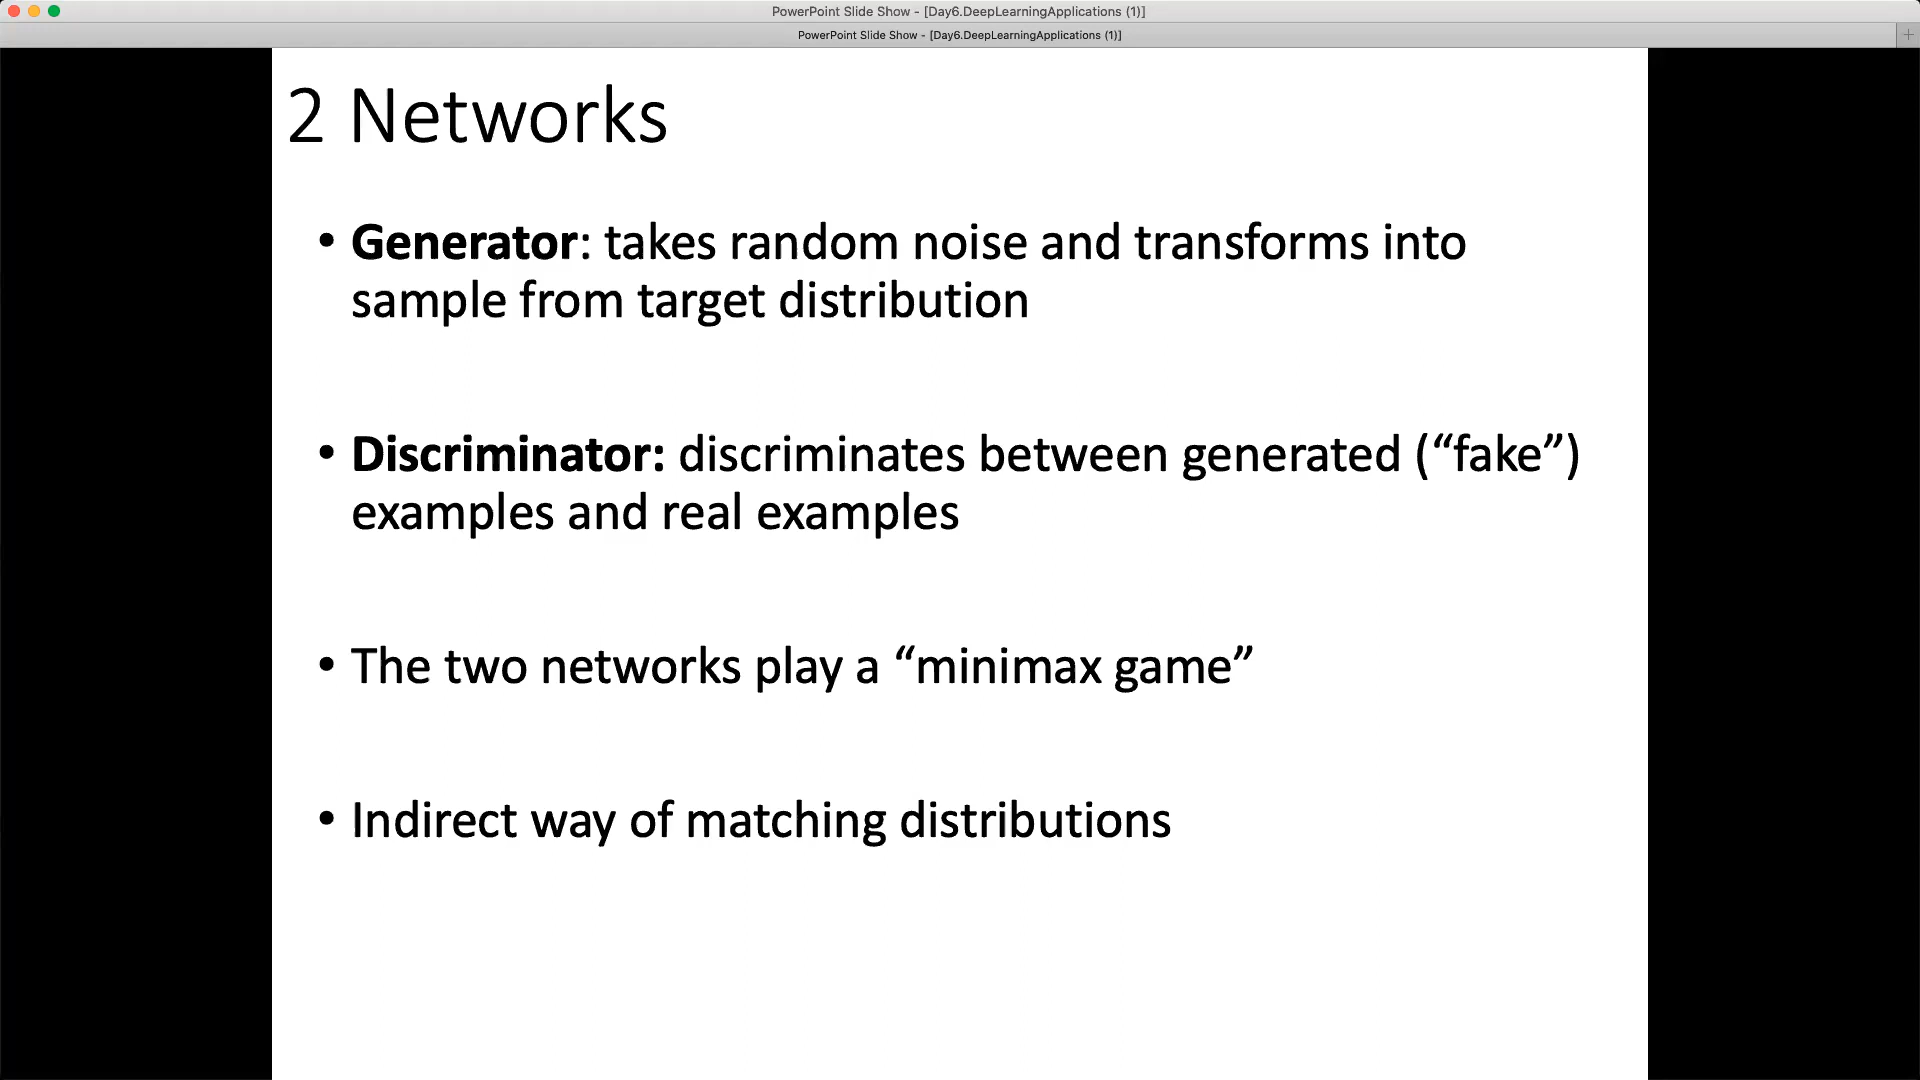 PowerPoint Slide Show - [Day6.DeepLearningApplications (1)]
PowerPoint Slide Show - [Day6.DeepLearningApplications (1)]
2 Networks
• Generator: takes random noise and transforms into
sample from target distribution
• Discriminator: discriminates between generated (“fake”)
examples and real examples
• The two networks play a “minimax game”
• Indirect way of matching distributions